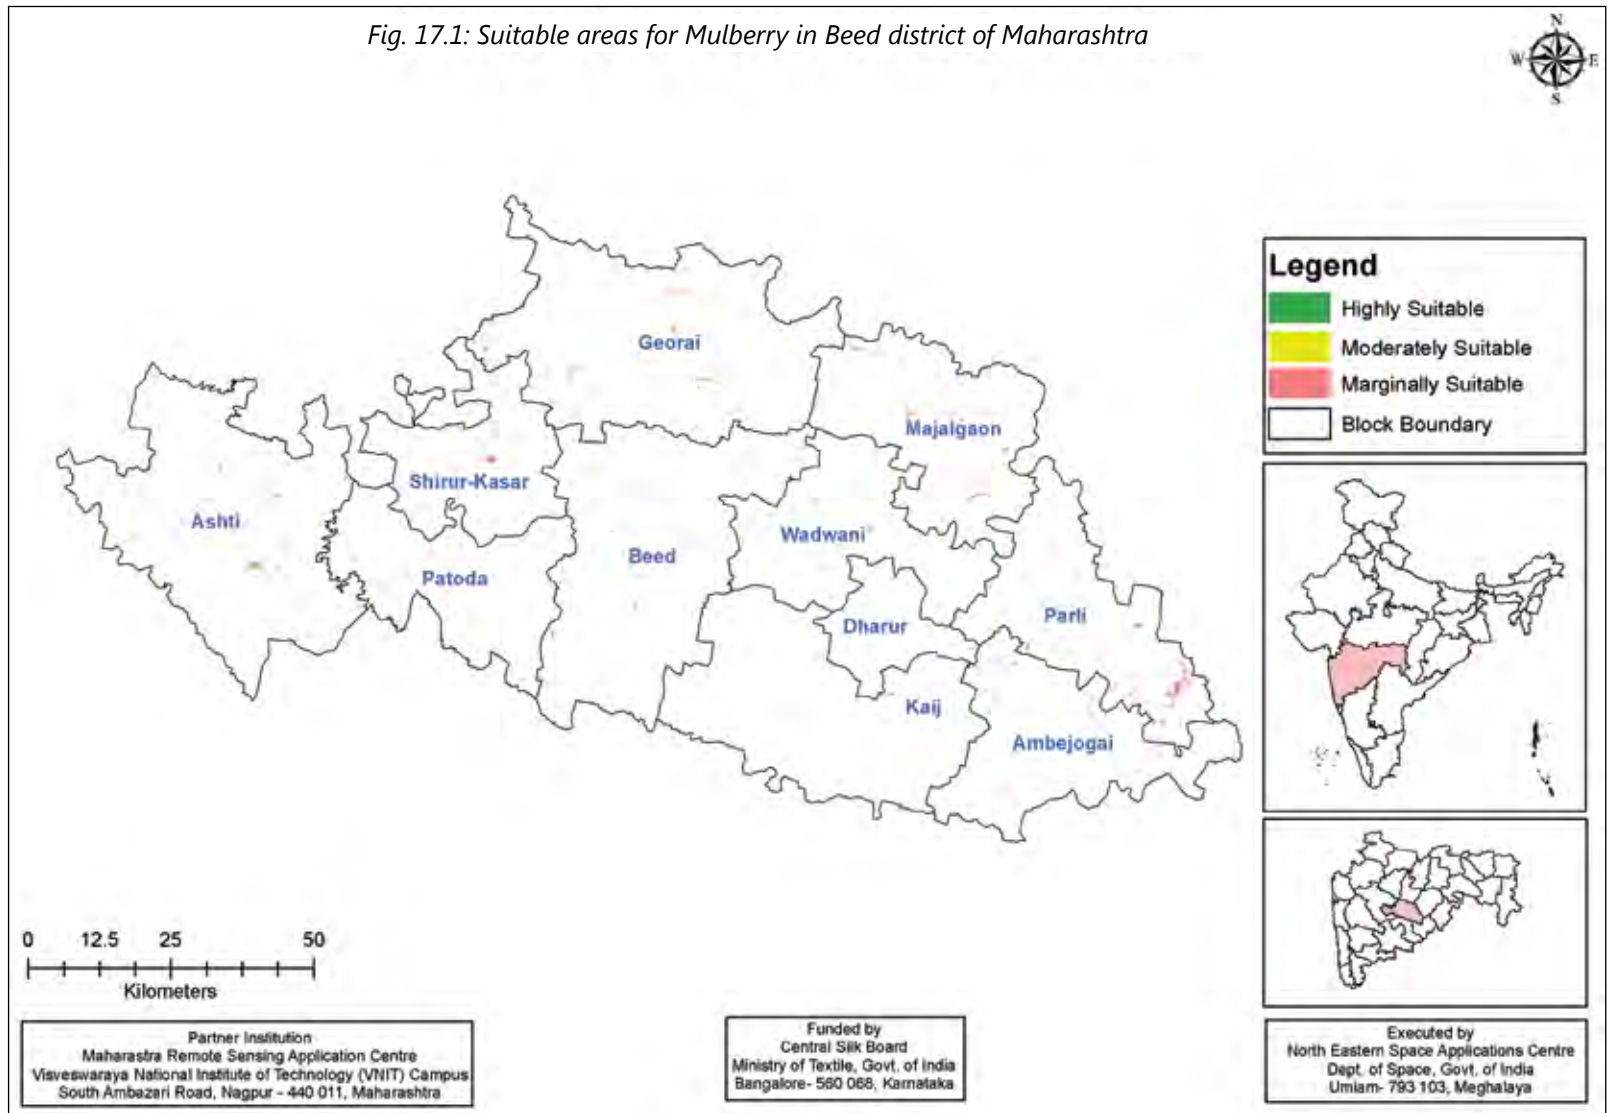 Fig. 17.1: Suitable areas for Mulberry in Beed district of Maharashtra
N
W
E
S
Legend
Highly Suitable
Moderately Suitable
Marginally Suitable
Block Boundary
Georai
Majalgaon
Shirur-Kasar
Ashti
Wadwani
Beed
Patoda
Dharur
Parli
Kaij
Ambejogai
0 12.5 25 50
Kilometers
Partner Institution
Maharastra Remote Sensing Application Centre
Visveswaraya National Institute of Technology (VNIT) Campus
South Ambazari Road, Nagpur - 440 011, Maharashtra
Funded by
Central Silk Board
Ministry of Textile, Govt. of India
Bangalore- 560 068, Karnataka
Executed by
North Eastern Space Applications Centre
Dept. of Space, Govt. of India
Umiam- 793 103, Meghalaya